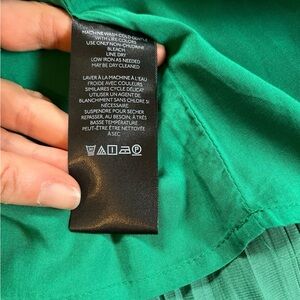 MACHINE WASH COLD GENTLE
WITH LIKE COLORS
USE ONLY NON-CHLORINE
BLEACH
LINE DRY
LOW IRON AS NEEDED
MAY BE DRY CLEANED
LAVER À LA MACHINE À L'EAU
FROIDE AVEC COULEURS
SIMILAIRES CYCLE DÉLICAT
UTILISER UN AGENT DE
BLANCHIMENT SANS CHLORE SI
NÉCESSAIRE
SUSPENDRE POUR SÉCHER
REPASSER, AU BESOIN, À TRÈS
BASSE TEMPÉRATURE
PEUT-ÊTRE ÊTRE NETTOYÉE
À SEC